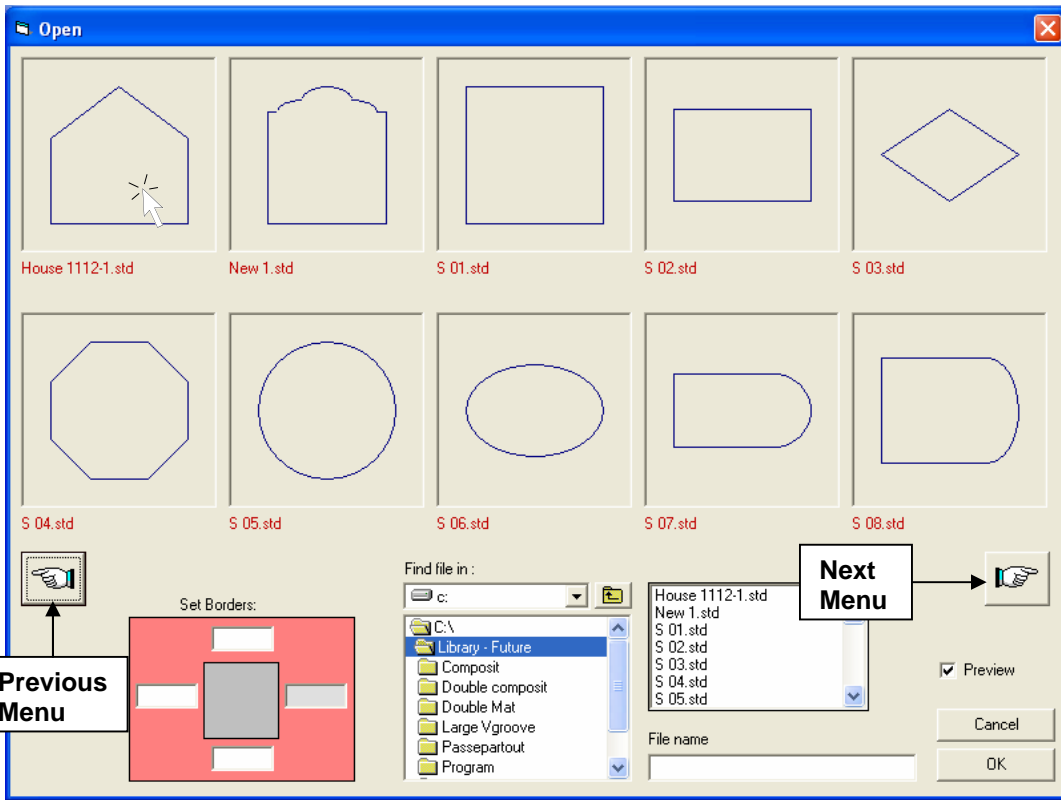 Open
House 1112-1.std
New 1.std
S 01.std
S 02.std
S 03.std
S 04.std
S 05.std
S 06.std
S 07.std
S 08.std
Previous
Menu
Set Borders:
Find file in :
c:
C:\
Library - Future
Composit
Double composit
Double Mat
Large Vgroove
Passepartout
Program
House 1112-1.std
New 1.std
S 01.std
S 02.std
S 03.std
S 04.std
S 05.std
Next
Menu
File name
Preview
Cancel
OK